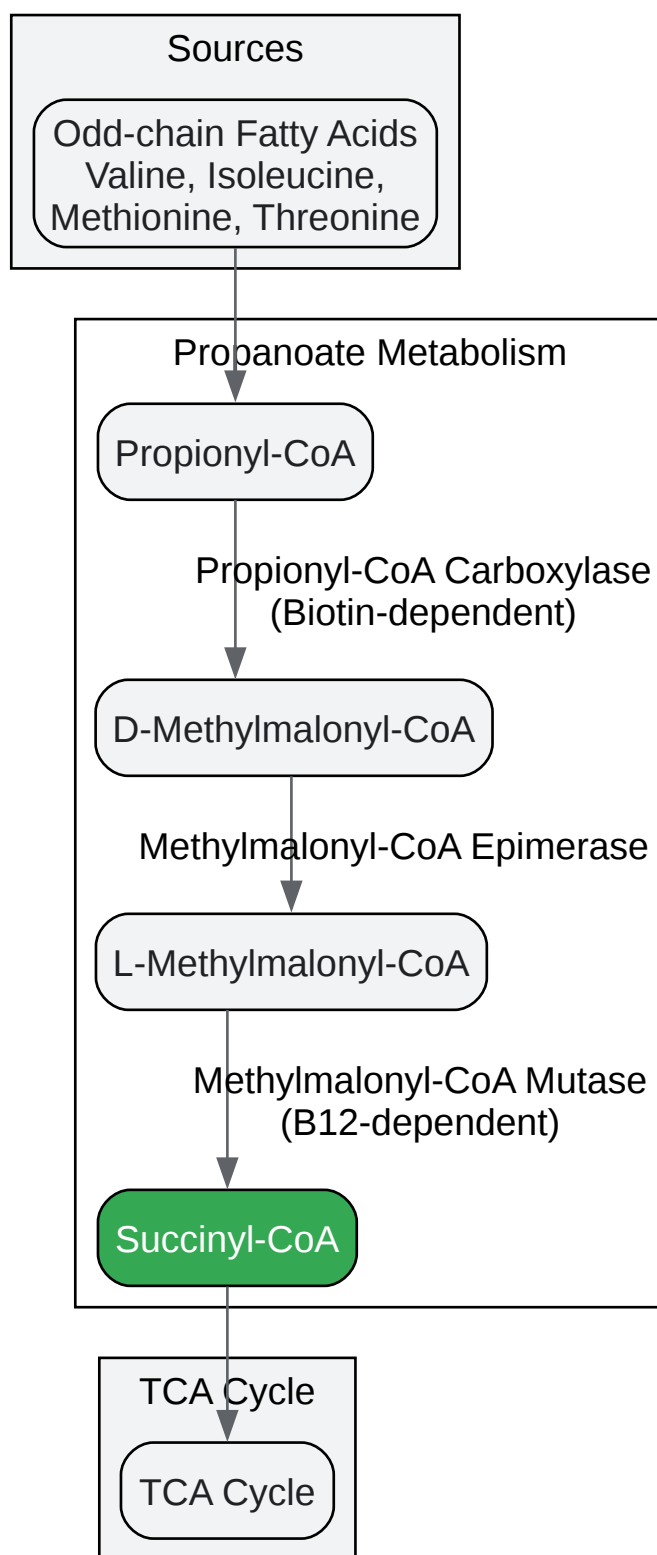 Sources
Odd-chain Fatty Acids
Valine, Isoleucine,
Methionine, Threonine
Propanoate Metabolism
Propionyl-CoA
Propionyl-CoA Carboxylase
(Biotin-dependent)
D-Methylmalonyl-CoA
Methylmalonyl-CoA Epimerase
L-Methylmalonyl-CoA
Methylmalonyl-CoA Mutase
(B12-dependent)
Succinyl-CoA
TCA Cycle
TCA Cycle